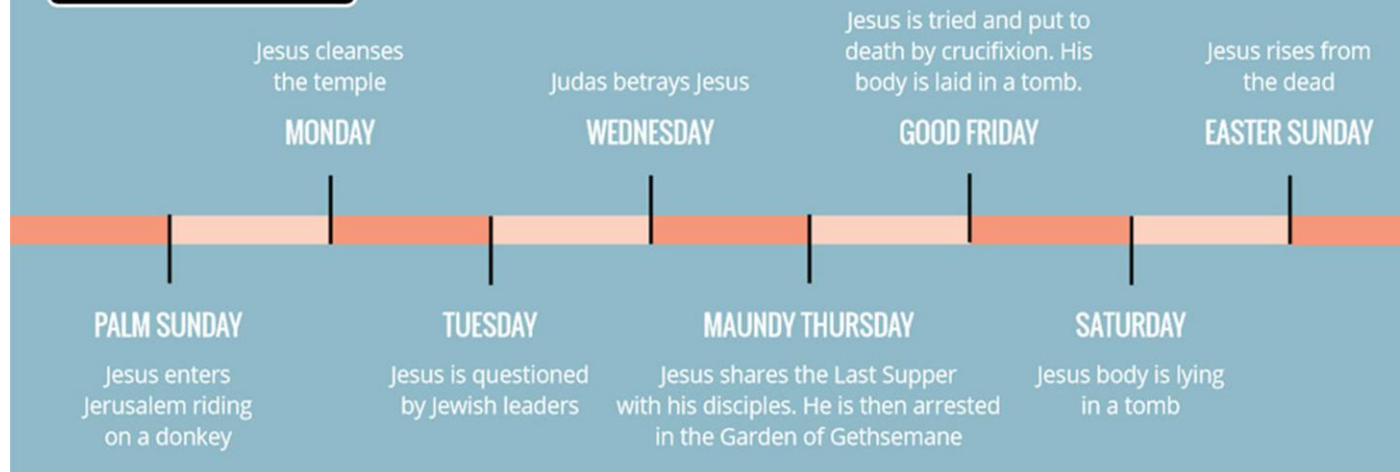 Jesus cleanses
the temple
MONDAY
Judas betrays Jesus
WEDNESDAY
Jesus is tried and put to
death by crucifixion. His
body is laid in a tomb.
GOOD FRIDAY
Jesus rises from
the dead
EASTER SUNDAY
PALM SUNDAY
Jesus enters
Jerusalem riding
on a donkey
TUESDAY
Jesus is questioned
by Jewish leaders
MAUNDY THURSDAY
Jesus shares the Last Supper
with his disciples. He is then arrested
in the Garden of Gethsemane
SATURDAY
Jesus body is lying
in a tomb